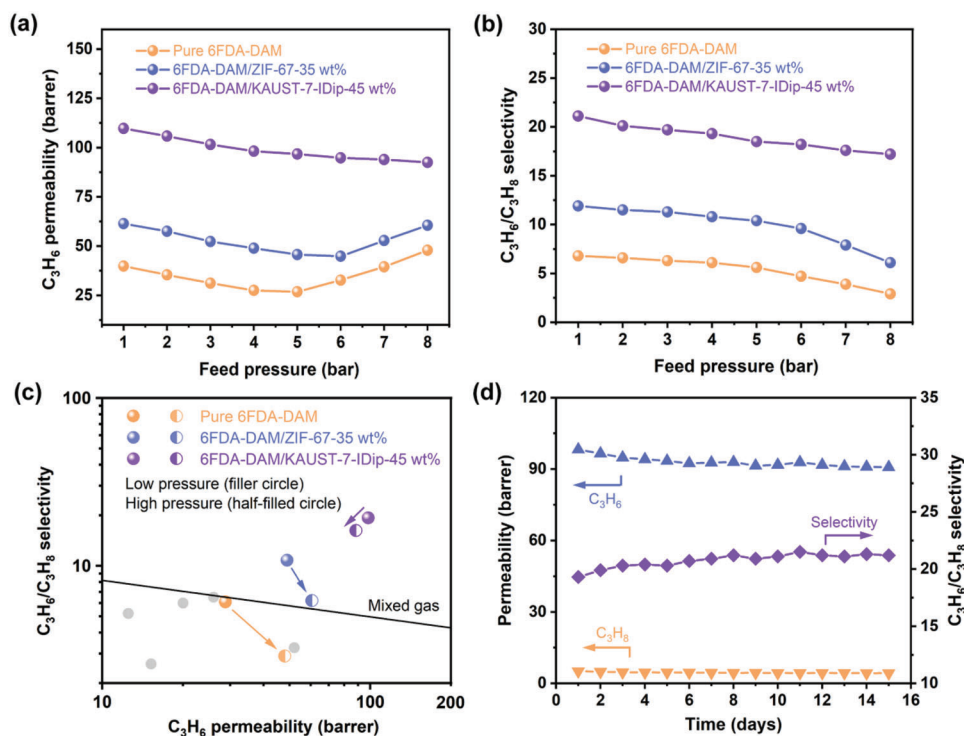 (a)
C₃H₆ permeability (barrer)
150
125
100
75
50
25
Pure 6FDA-DAM
6FDA-DAM/ZIF-67-35 wt%
6FDA-DAM/KAUST-7-IDip-45 wt%
1 2 3 4 5 6 7 8
Feed pressure (bar)
(b)
C₃H₆/C₃H₈ selectivity
30
25
20
15
10
5
0
Pure 6FDA-DAM
6FDA-DAM/ZIF-67-35 wt%
6FDA-DAM/KAUST-7-IDip-45 wt%
1 2 3 4 5 6 7 8
Feed pressure (bar)
(c)
C₃H₆/C₃H₈ selectivity
100
10
Pure 6FDA-DAM
6FDA-DAM/ZIF-67-35 wt%
6FDA-DAM/KAUST-7-IDip-45 wt%
Low pressure (filler circle)
High pressure (half-filled circle)
Mixed gas
10 100 200
C₃H₆ permeability (barrer)
(d)
Permeability (barrer)
120
90
60
30
0
C₃H₆
Selectivity
C₃H₈
35
30
25
20
15
10
C₃H₆/C₃H₈ selectivity
0 2 4 6 8 10 12 14 16
Time (days)